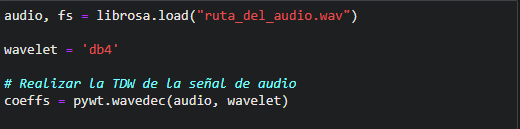 audio, fs = librosa.load("ruta_del_audio.wav")
wavelet = 'db4'
# Realizar la TDW de la señal de audio
coeffs = pywt.wavedec(audio, wavelet)